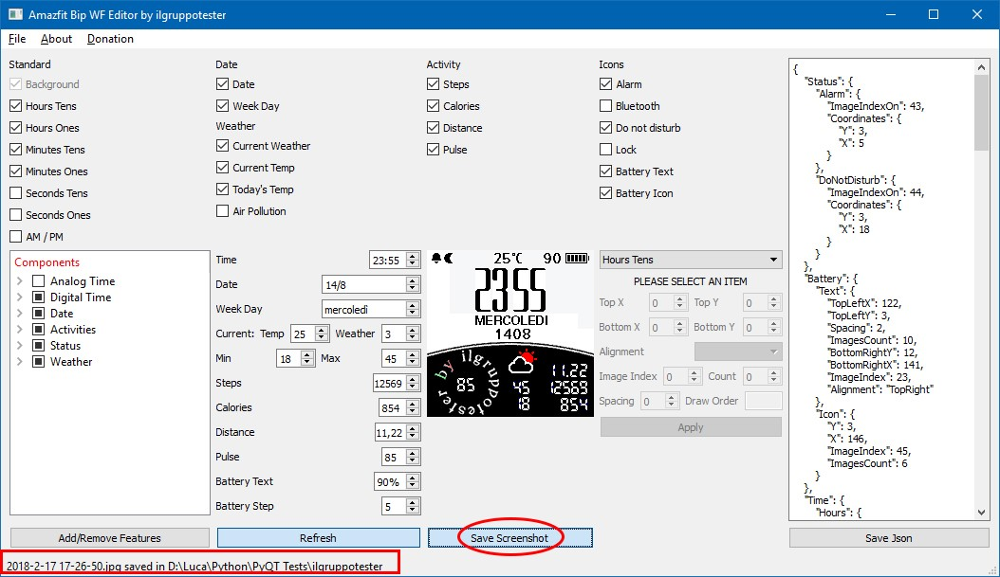 Amazfit Bip WF Editor by ilgruppotester
File About Donation
Standard
Background
Hours Tens
Hours Ones
Minutes Tens
Minutes Ones
Seconds Tens
Seconds Ones
AM / PM
Date
Date
Week Day
Weather
Current Weather
Current Temp
Today's Temp
Air Pollution
Activity
Steps
Calories
Distance
Pulse
Icons
Alarm
Bluetooth
Do not disturb
Lock
Battery Text
Battery Icon
Components
Analog Time
Digital Time
Date
Activities
Status
Weather
Time 23:55
Date 14/8
Week Day mercoledì
Current: Temp 25 Weather 3
Min 18 Max 45
Steps 12569
Calories 854
Distance 11,22
Pulse 85
Battery Text 90%
Battery Step 5
25°C 90
2355
MERCOLEDI
1408
by ilgruppotester
85
45
18
11.22
12569
854
Hours Tens
PLEASE SELECT AN ITEM
Top X 0 Top Y 0
Bottom X 0 Bottom Y 0
Alignment
Image Index 0 Count 0
Spacing 0 Draw Order
Apply
{
"Status": {
"Alarm": {
"ImageIndexOn": 43,
"Coordinates": {
"Y": 3,
"X": 5
}
},
"DoNotDisturb": {
"ImageIndexOn": 44,
"Coordinates": {
"Y": 3,
"X": 18
}
}
},
"Battery": {
"Text": {
"TopLeftX": 122,
"TopLeftY": 3,
"Spacing": 2,
"ImagesCount": 10,
"BottomRightY": 12,
"BottomRightX": 141,
"ImageIndex": 23,
"Alignment": "TopRight"
},
"Icon": {
"Y": 3,
"X": 146,
"ImageIndex": 45,
"ImagesCount": 6
}
},
"Time": {
"Hours": {
Add/Remove Features Refresh Save Screenshot Save Json
2018-2-17 17-26-50.jpg saved in D:\Luca\Python\PyQT Tests\ilgruppotester